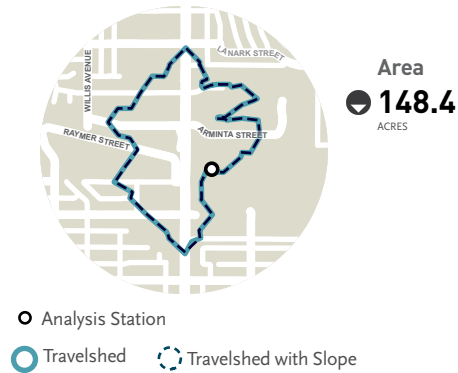 LANARK STREET
WILLIS AVENUE
Area
148.4
ACRES
RAYMER STREET
ARMINTA STREET
Analysis Station
Travelshed
Travelshed with Slope